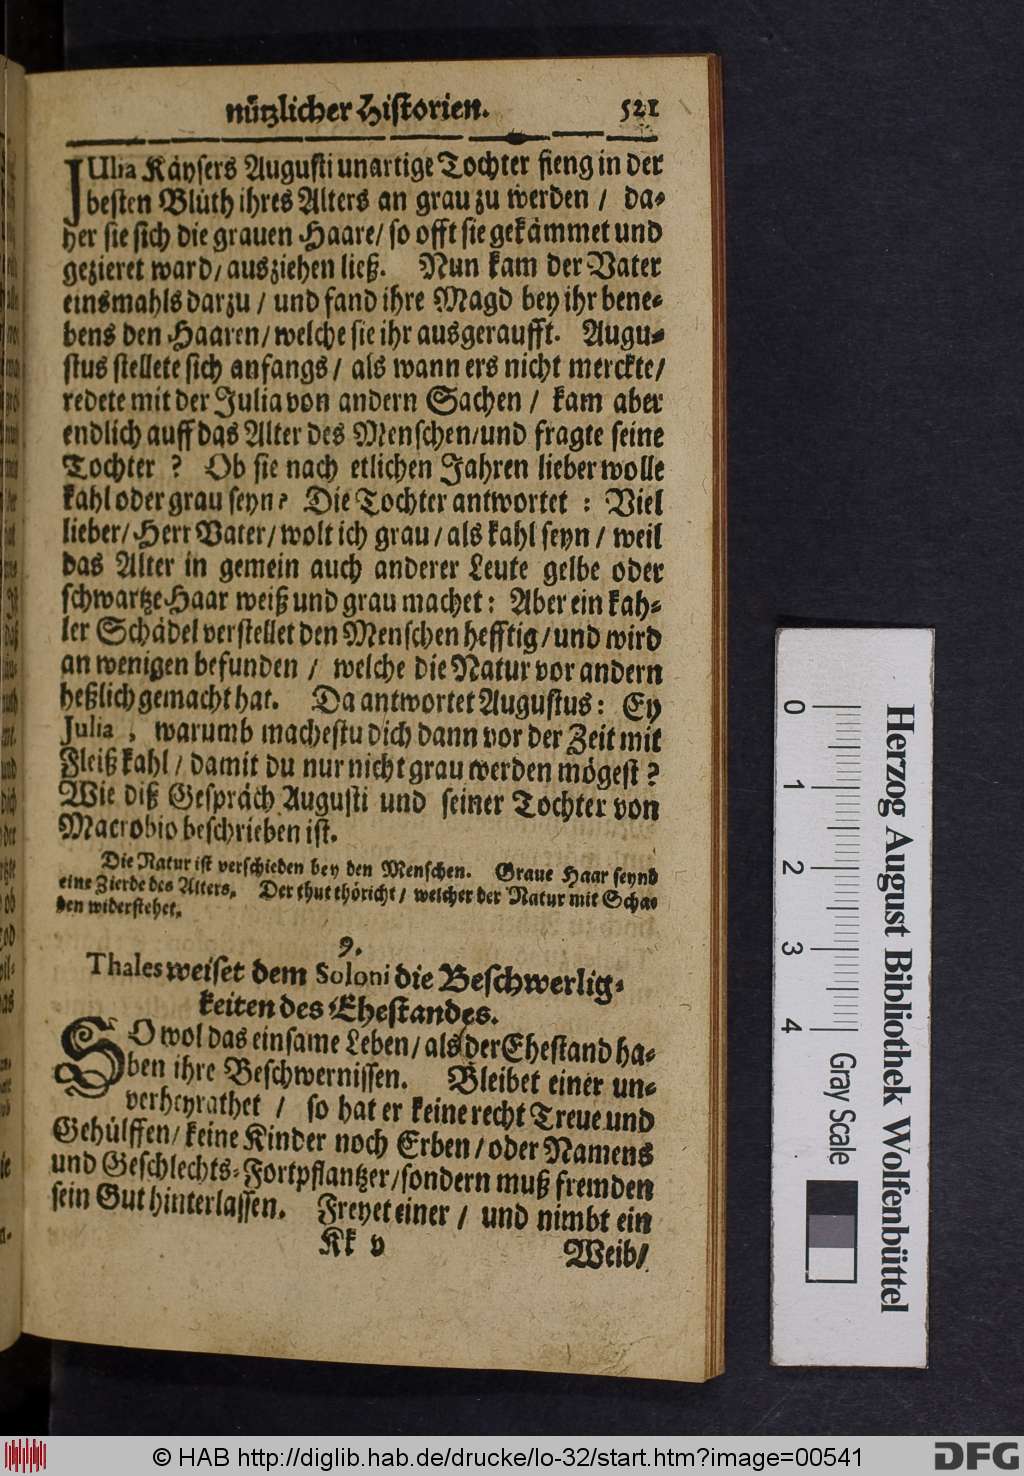 nützlicher Historien. 521
JUlia Käysers Augusti unartige Tochter fieng in der
besten Blüth ihres Alters an grau zu werden / da-
her sie sich die grauen Haare / so offt sie gekämmet und
gezieret ward / ausziehen ließ. Nun kam der Vater
einsmahls darzu / und fand ihre Magd bey ihr bene-
bens den Haaren / welche sie ihr ausgeraufft. Augu-
stus stellete sich anfangs / als wann ers nicht merckte /
redete mit der Julia von andern Sachen / kam aber
endlich auff das Alter des Menschen / und fragte seine
Tochter ? Ob sie nach etlichen Jahren lieber wolle
kahl oder grau seyn ? Die Tochter antwortet : Viel
lieber / Herr Vater / wolt ich grau / als kahl seyn / weil
das Alter in gemein auch anderer Leute gelbe oder
schwartze Haar weiß und grau machet : Aber ein kah-
ler Schädel verstellet den Menschen hefftig / und wird
an wenigen befunden / welche die Natur vor andern
heßlich gemacht hat. Da antwortet Augustus : Ey
Julia , warumb machestu dich dann vor der Zeit mit
Fleiß kahl / damit du nur nicht grau werden mögest ?
Wie diß Gespräch Augusti und seiner Tochter von
Macrobio beschrieben ist.
Die Natur ist verschieden bey den Menschen. Graue Haar seynd
eine Zierde des Alters. Der thut thöricht / welcher der Natur mit Scha-
den widerstehet.
9.
Thales weiset dem Soloni die Beschwerlig-
keiten des Ehestandes.
SO wol das einsame Leben / als der Ehestand ha-
ben ihre Beschwernissen. Bleibet einer un-
verheyrathet / so hat er keine recht Treue und
Gehülffen / keine Kinder noch Erben / oder Namens
und Geschlechts-Fortpflantzer / sondern muß fremden
sein Gut hinterlassen. Freyet einer / und nimbt ein
Kk v Weib /
0 1 2 3 4
Gray Scale
Herzog August Bibliothek Wolfenbüttel
© HAB http://diglib.hab.de/drucke/lo-32/start.htm?image=00541
DFG